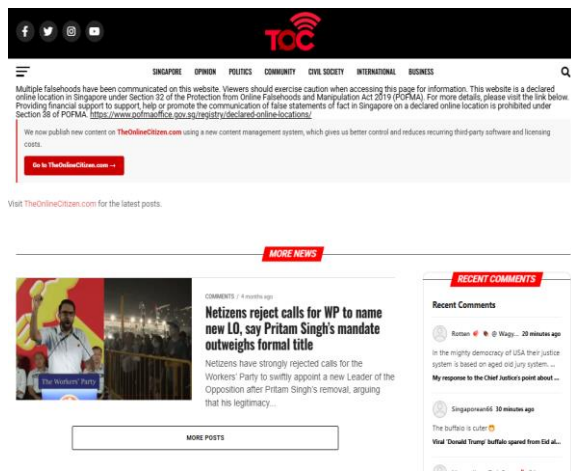 TOC
SINGAPORE OPINION POLITICS COMMUNITY CIVIL SOCIETY INTERNATIONAL BUSINESS
Multiple falsehoods have been communicated on this website. Viewers should exercise caution when accessing this page for information. This website is a declared
online location in Singapore under Section 32 of the Protection from Online Falsehoods and Manipulation Act 2019 (POFMA). For more details, please visit the link below.
Providing financial support to support, help or promote the communication of false statements of fact in Singapore on a declared online location is prohibited under
Section 38 of POFMA. https://www.pofmaoffice.gov.sg/registry/declared-online-locations/
We now publish new content on TheOnlineCitizen.com using a new content management system, which gives us better control and reduces recurring third-party software and licensing
costs.
Go to TheOnlineCitizen.com →
Visit TheOnlineCitizen.com for the latest posts.
MORE NEWS
The Workers' Party
COMMENTS / 4 months ago
Netizens reject calls for WP to name
new LO, say Pritam Singh's mandate
outweighs formal title
Netizens have strongly rejected calls for the
Workers' Party to swiftly appoint a new Leader of the
Opposition after Pritam Singh's removal, arguing
that his legitimacy...
MORE POSTS
RECENT COMMENTS
Recent Comments
Rotten @ Wagy... 20 minutes ago
In the mighty democracy of USA their justice
system is based on aged old jury system. ...
My response to the Chief Justice's point about ...
Singaporean66 30 minutes ago
The buffalo is cuter
Viral 'Donald Trump' buffalo spared from Eid al...